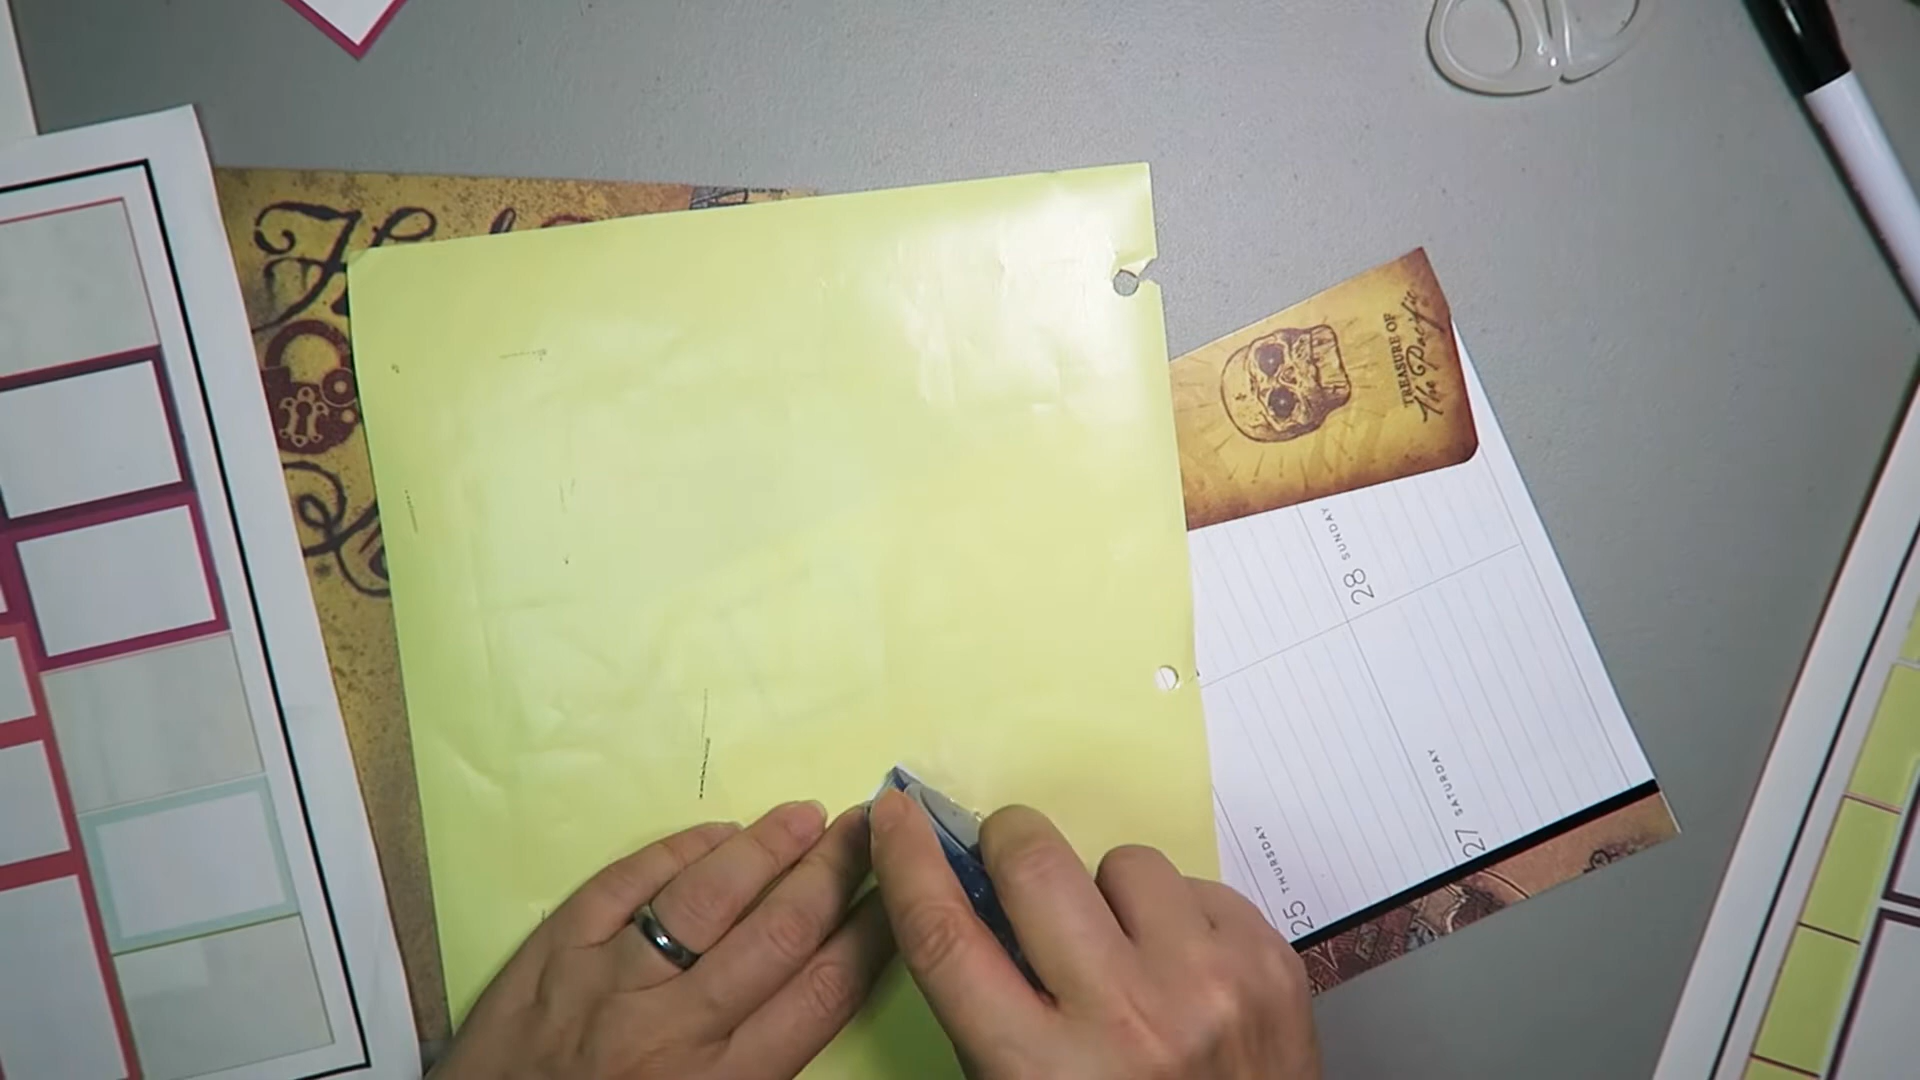 TREASURE OF
The Pacific
28 SUNDAY
27 SATURDAY
25 THURSDAY